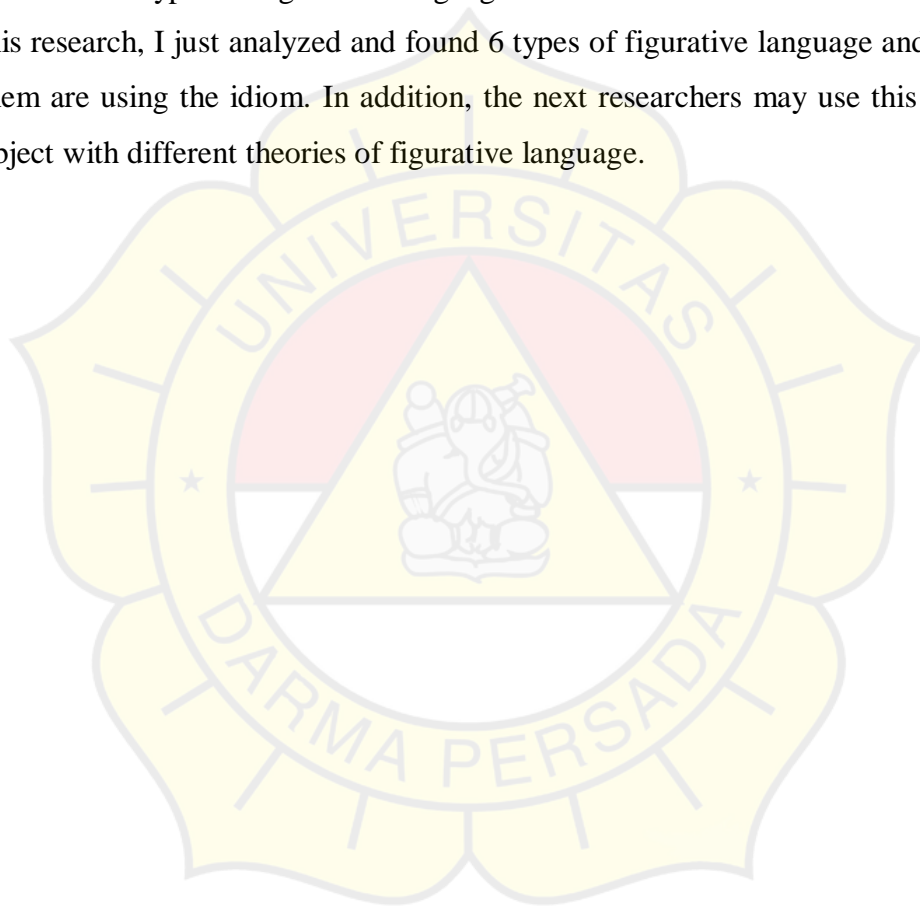 his research, I just analyzed and found 6 types of figurative language and
em are using the idiom. In addition, the next researchers may use this
bject with different theories of figurative language.
UNIVERSITAS
DARMA PERSADA